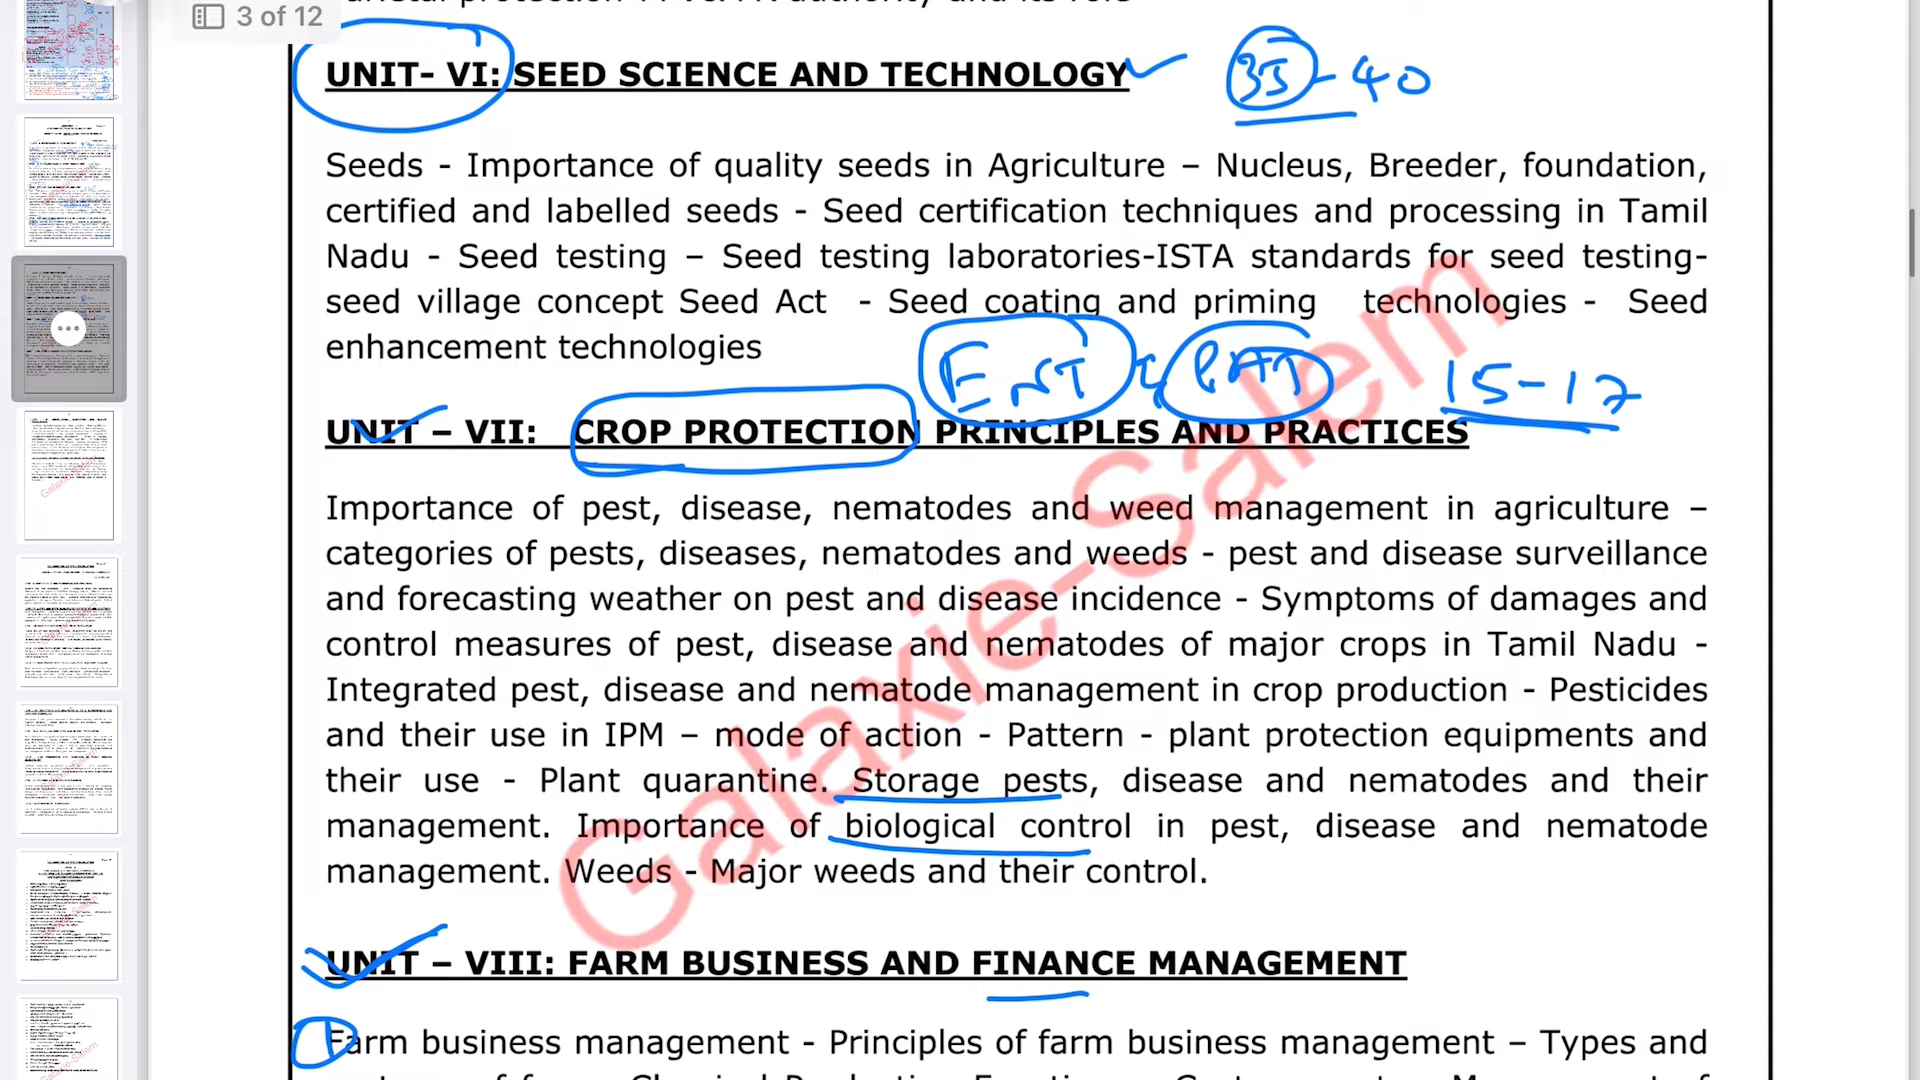 3 of 12
UNIT- VI: SEED SCIENCE AND TECHNOLOGY
35-40
Seeds - Importance of quality seeds in Agriculture – Nucleus, Breeder, foundation,
certified and labelled seeds - Seed certification techniques and processing in Tamil
Nadu - Seed testing – Seed testing laboratories-ISTA standards for seed testing-
seed village concept Seed Act - Seed coating and priming technologies - Seed
enhancement technologies
ENT & PAT
15-17
UNIT – VII: CROP PROTECTION PRINCIPLES AND PRACTICES
Importance of pest, disease, nematodes and weed management in agriculture –
categories of pests, diseases, nematodes and weeds - pest and disease surveillance
and forecasting weather on pest and disease incidence - Symptoms of damages and
control measures of pest, disease and nematodes of major crops in Tamil Nadu -
Integrated pest, disease and nematode management in crop production - Pesticides
and their use in IPM – mode of action - Pattern - plant protection equipments and
their use - Plant quarantine. Storage pests, disease and nematodes and their
management. Importance of biological control in pest, disease and nematode
management. Weeds - Major weeds and their control.
Galaxie-Salem
UNIT – VIII: FARM BUSINESS AND FINANCE MANAGEMENT
Farm business management - Principles of farm business management – Types and